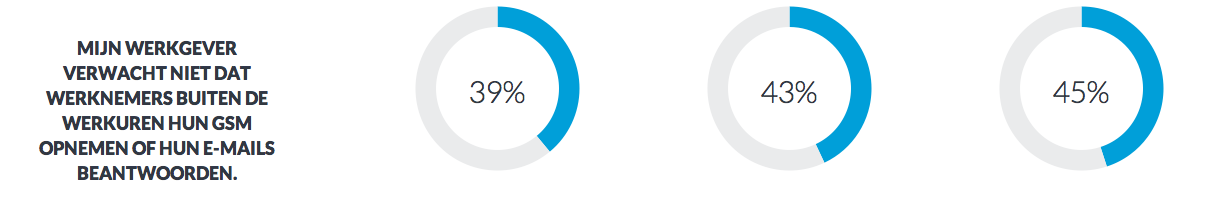 MIJN WERKGEVER
VERWACHT NIET DAT
WERKNEMERS BUITEN DE
WERKUREN HUN GSM
OPNEMEN OF HUN E-MAILS
BEANTWOORDEN.
39%
43%
45%